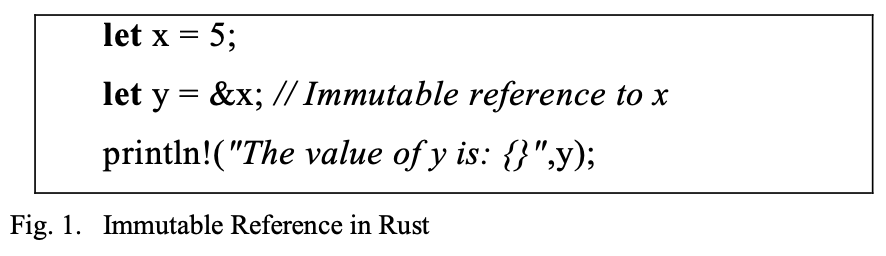 let x = 5;
let y = &x; // Immutable reference to x
println!("The value of y is: {}",y);
Fig. 1. Immutable Reference in Rust